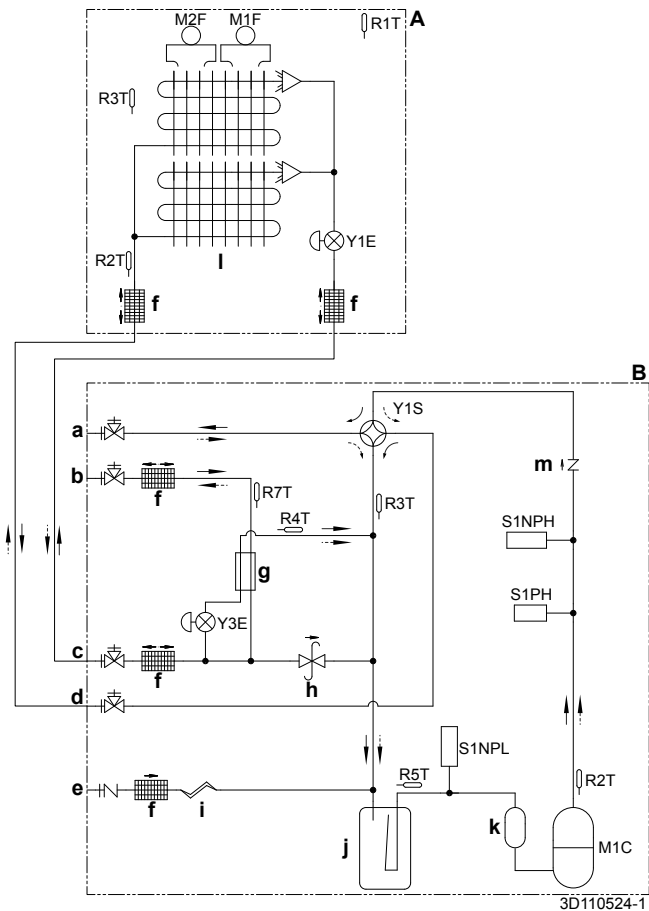 M2F M1F R1T A
R3T
Y1E
R2T l
f f
B
a Y1S
b m
f R7T R3T
R4T S1NPH
g
S1PH
Y3E
c
f h
d
S1NPL
R5T R2T
e
f i k
j M1C
3D110524-1